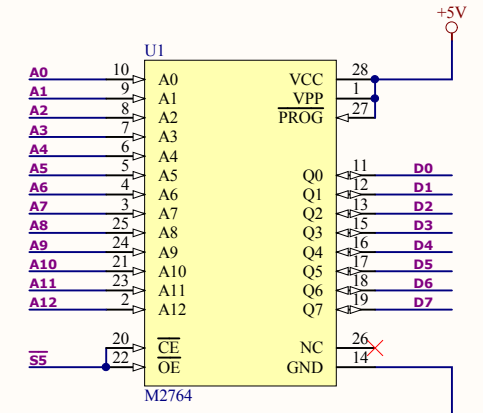 +5V
U1
A0 10 A0 VCC 28
A1 9 A1 VPP 1
A2 8 A2 PROG 27
A3 7 A3
A4 6 A4
A5 5 A5 Q0 11 D0
A6 4 A6 Q1 12 D1
A7 3 A7 Q2 13 D2
A8 25 A8 Q3 15 D3
A9 24 A9 Q4 16 D4
A10 21 A10 Q5 17 D5
A11 23 A11 Q6 18 D6
A12 2 A12 Q7 19 D7
20 CE NC 26
S5 22 OE GND 14
M2764